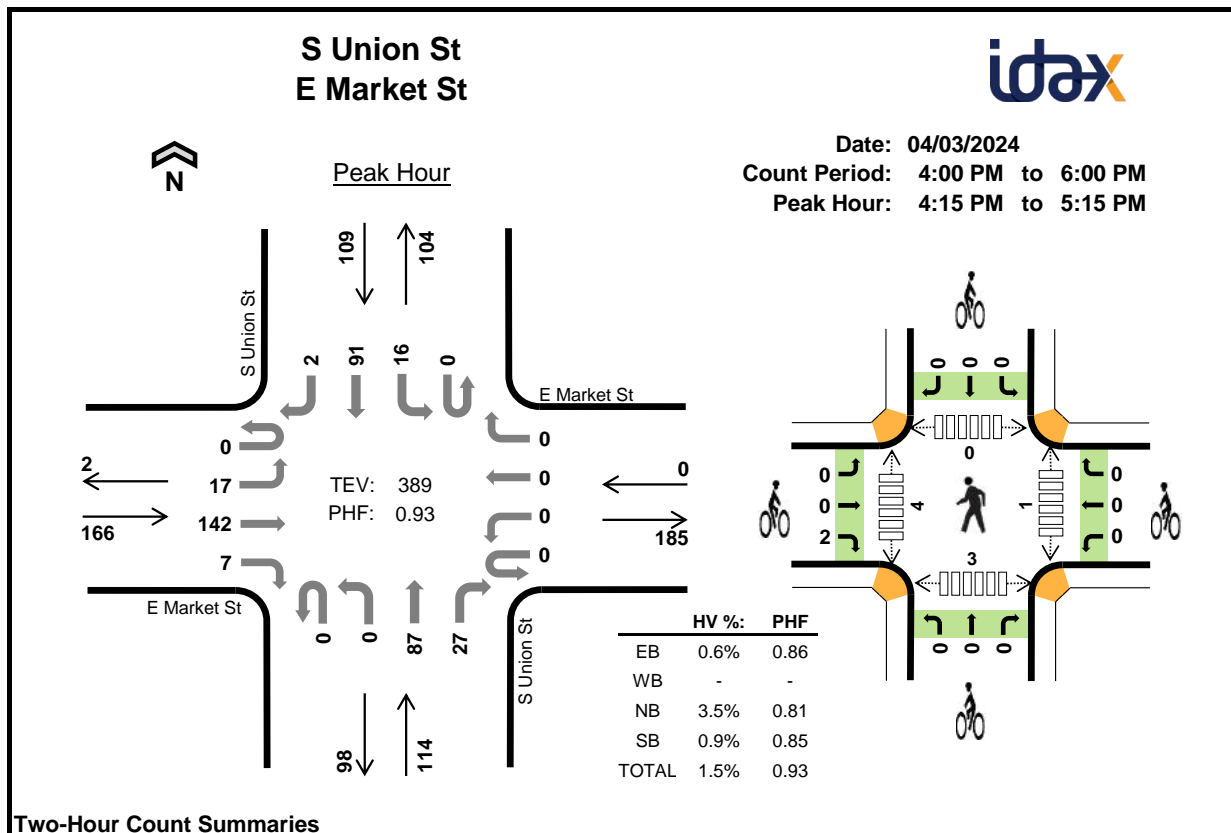 S Union St
E Market St
idax
Date: 04/03/2024
Count Period: 4:00 PM to 6:00 PM
Peak Hour: 4:15 PM to 5:15 PM
N
Peak Hour
109
104
S Union St
2
91
16
0
E Market St
0
17
142
7
2
166
TEV: 389
PHF: 0.93
0
0
0
0
0
185
E Market St
0
0
87
27
S Union St
98
114
HV %: PHF
EB 0.6% 0.86
WB - -
NB 3.5% 0.81
SB 0.9% 0.85
TOTAL 1.5% 0.93
0 0 0
0
0
0
2
4
1
0
0
0
3
0 0 0
Two-Hour Count Summaries